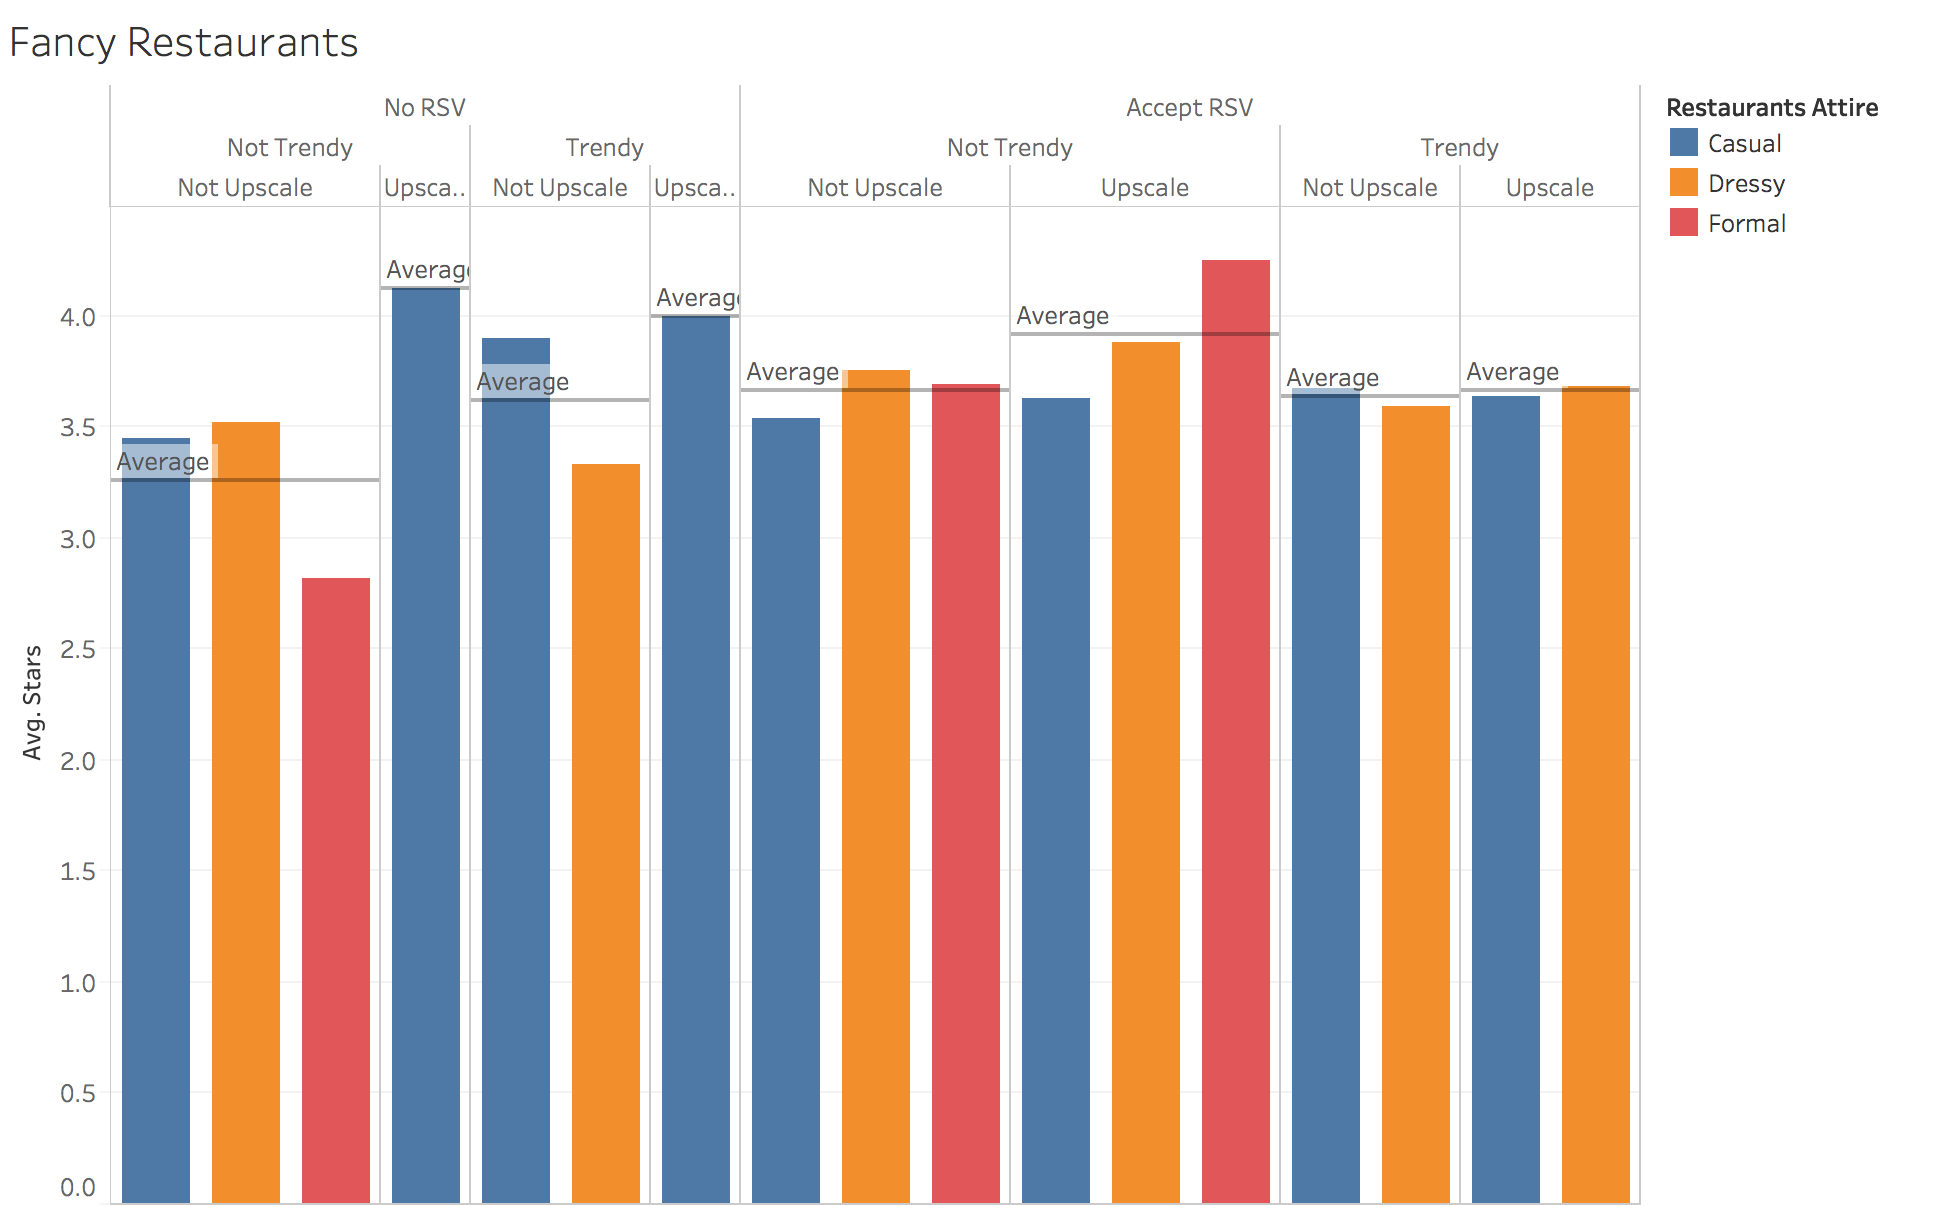 Fancy Restaurants
No RSV
Accept RSV
Not Trendy
Trendy
Not Trendy
Trendy
Not Upscale
Upsca..
Not Upscale
Upsca..
Not Upscale
Upscale
Not Upscale
Upscale
Restaurants Attire
Casual
Dressy
Formal
Average
Average
Average
Average
Average
Average
Average
Average
4.0
3.5
3.0
2.5
2.0
1.5
1.0
0.5
0.0
Avg. Stars